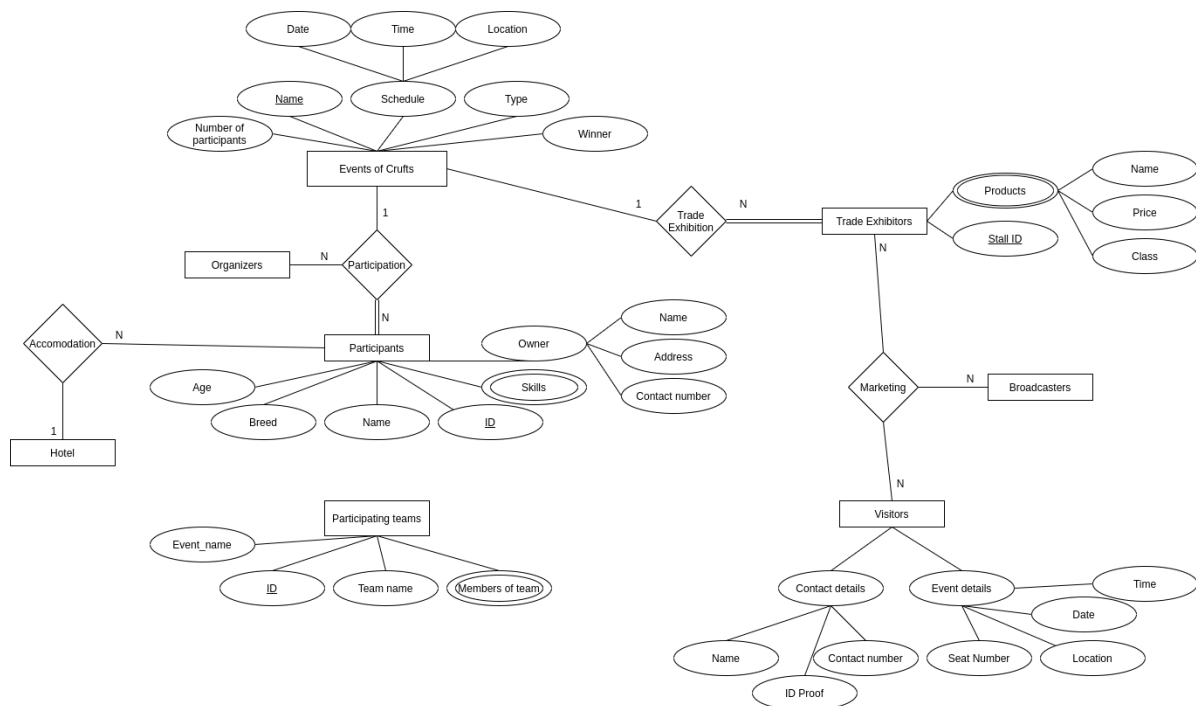 Date
Time
Location
Name
Schedule
Type
Number of
participants
Winner
Events of Crufts
Name
Products
1
1
N
Trade
Exhibition
Trade Exhibitors
Price
Stall ID
N
Class
Organizers
N
Participation
Name
N
N
Accomodation
Participants
Owner
Address
Age
Skills
Contact number
Marketing
N
Broadcasters
Breed
Name
ID
1
Hotel
N
Participating teams
Visitors
Event_name
ID
Team name
Members of team
Contact details
Event details
Time
Date
Name
Contact number
Seat Number
Location
ID Proof